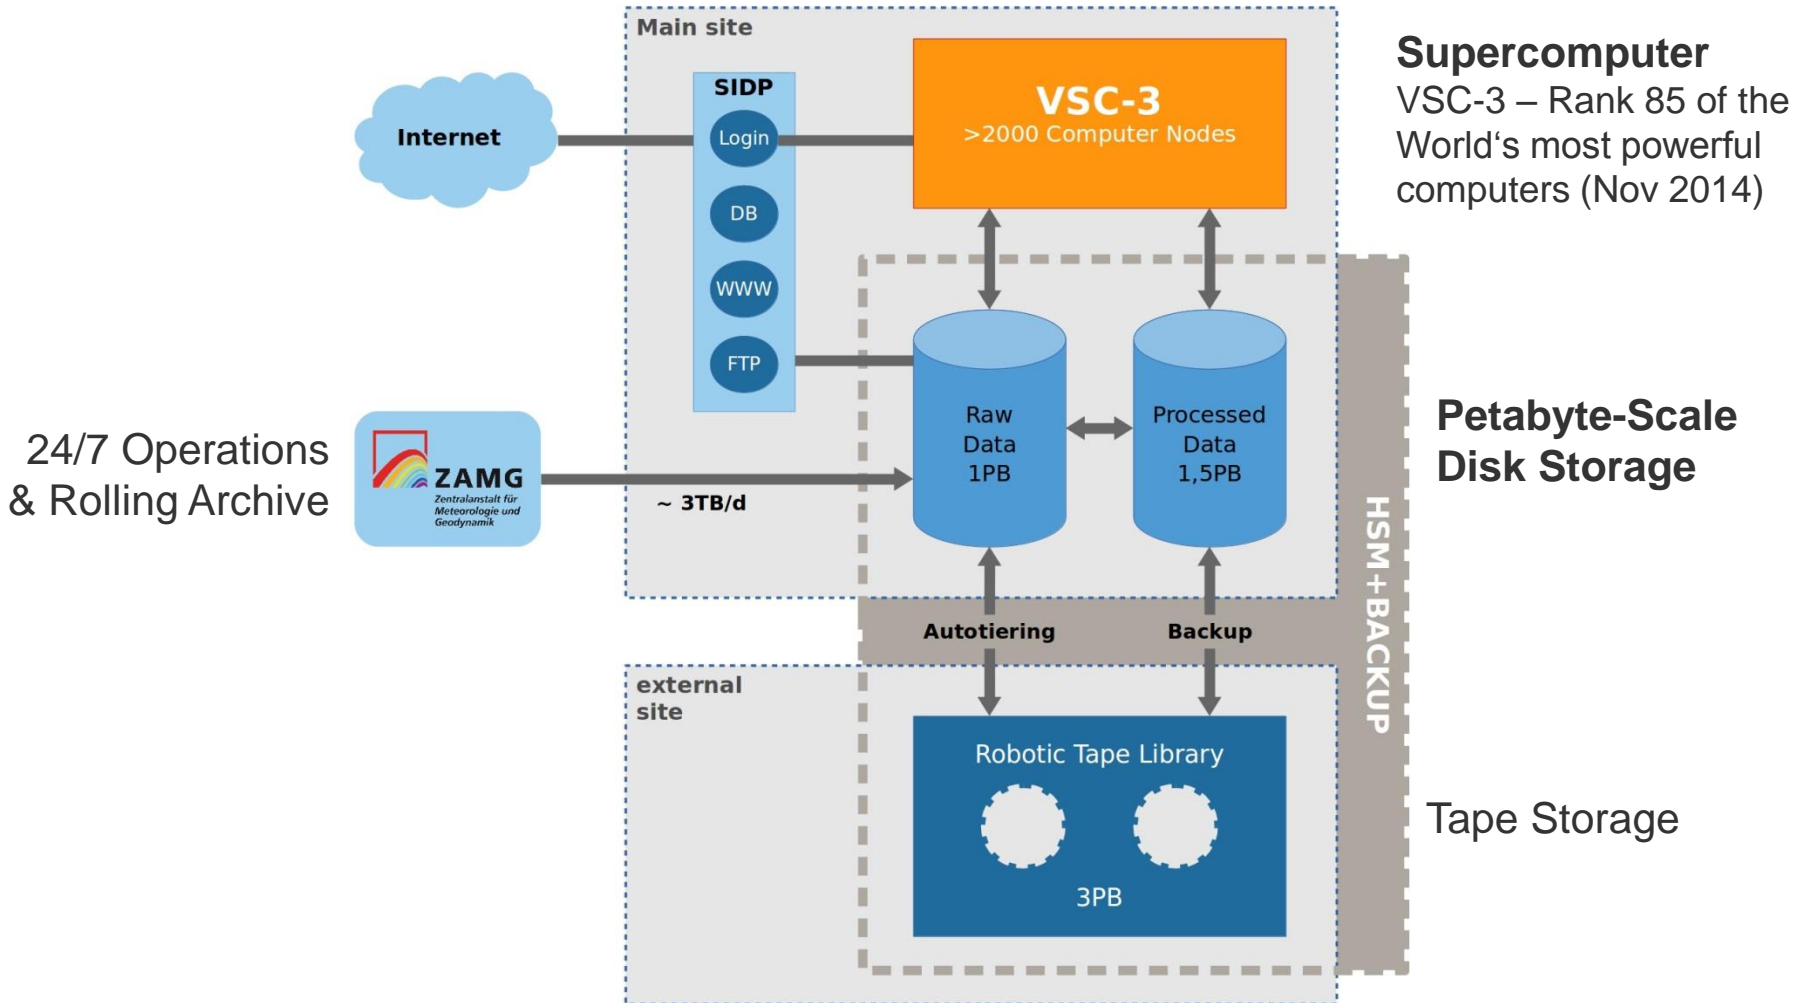 Main site
Supercomputer
VSC-3 – Rank 85 of the
World‘s most powerful
computers (Nov 2014)
SIDP
VSC-3
>2000 Computer Nodes
Internet
Login
DB
WWW
FTP
24/7 Operations
& Rolling Archive
ZAMG
Zentralanstalt für
Meteorologie und
Geodynamik
~ 3TB/d
Raw
Data
1PB
Processed
Data
1,5PB
Petabyte-Scale
Disk Storage
HSM+BACKUP
Autotiering
Backup
external
site
Robotic Tape Library
3PB
Tape Storage